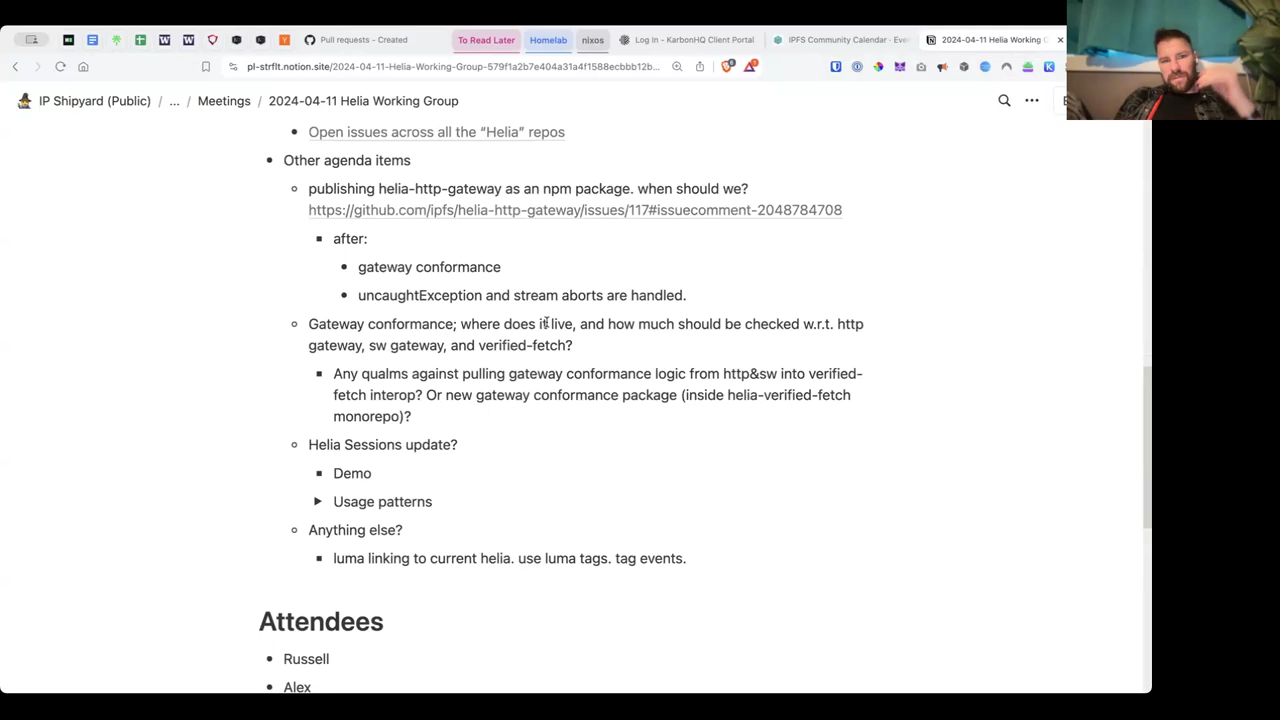 Pull requests - Created
To Read Later
Homelab
nixos
Log In - KarbonHQ Client Portal
IPFS Community Calendar · Eve
2024-04-11 Helia Working G
pl-strflt.notion.site/2024-04-11-Helia-Working-Group-579f1a2b7e404a31a4f1588ecbbb12b...
IP Shipyard (Public) / ... / Meetings / 2024-04-11 Helia Working Group
Open issues across all the “Helia” repos
Other agenda items
publishing helia-http-gateway as an npm package. when should we?
https://github.com/ipfs/helia-http-gateway/issues/117#issuecomment-2048784708
after:
gateway conformance
uncaughtException and stream aborts are handled.
Gateway conformance; where does it live, and how much should be checked w.r.t. http
gateway, sw gateway, and verified-fetch?
Any qualms against pulling gateway conformance logic from http&sw into verified-
fetch interop? Or new gateway conformance package (inside helia-verified-fetch
monorepo)?
Helia Sessions update?
Demo
Usage patterns
Anything else?
luma linking to current helia. use luma tags. tag events.
Attendees
Russell
Alex